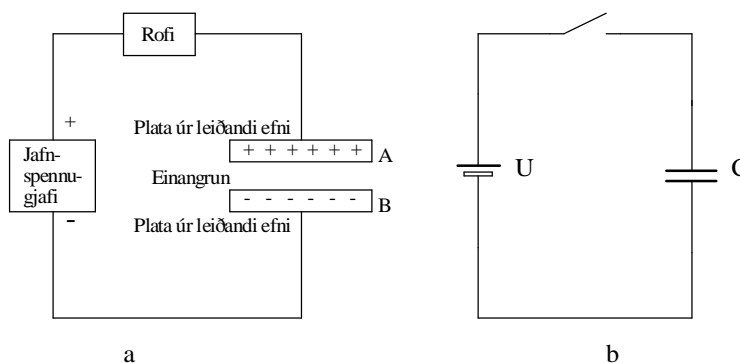 Rofi
+
Plata úr leiðandi efni
Jafn-
spennu-
gjafi
+ + + + + +
A
Einangrun
- - - - - -
B
-
Plata úr leiðandi efni
a
U
C
b